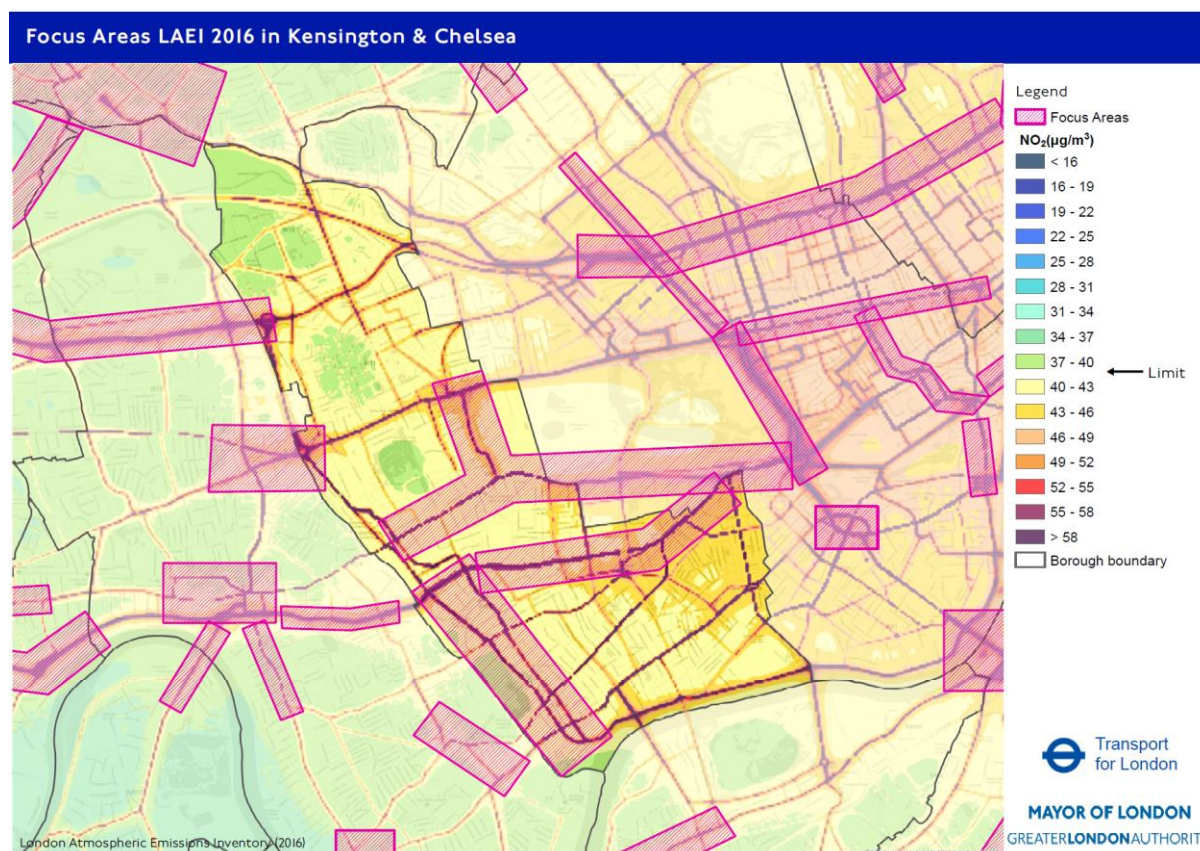 Focus Areas LAEI 2016 in Kensington & Chelsea
Legend
Focus Areas
NO₂(µg/m³)
< 16
16 - 19
19 - 22
22 - 25
25 - 28
28 - 31
31 - 34
34 - 37
37 - 40
Limit
40 - 43
43 - 46
46 - 49
49 - 52
52 - 55
55 - 58
> 58
Borough boundary
Transport
for London
MAYOR OF LONDON
GREATERLONDONAUTHORIT
London Atmospheric Emissions Inventory (2016)